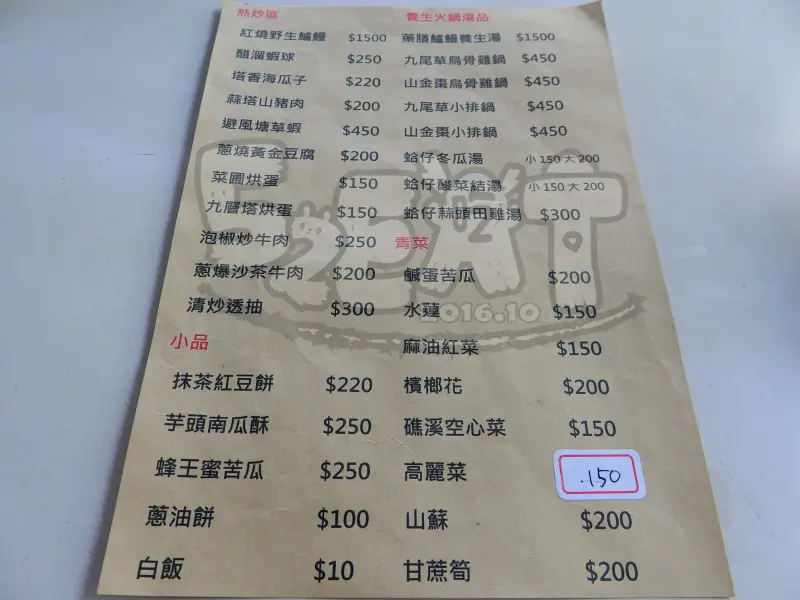 熱炒區
紅燒野生鱸鰻 $1500
醋溜蝦球 $250
塔香海瓜子 $220
蒜塔山豬肉 $200
避風塘草蝦 $450
蔥燒黃金豆腐 $200
菜圃烘蛋 $150
九層塔烘蛋 $150
泡椒炒牛肉 $250
蔥爆沙茶牛肉 $200
清炒透抽 $300
小品
抹茶紅豆餅 $220
芋頭南瓜酥 $250
蜂王蜜苦瓜 $250
蔥油餅 $100
白飯 $10
養生火鍋湯品
藥膳鱸鰻養生湯 $1500
九尾草烏骨雞鍋 $450
山金棗烏骨雞鍋 $450
九尾草小排鍋 $450
山金棗小排鍋 $450
蛤仔冬瓜湯 小 150 大 200
蛤仔酸菜結湯 小 150 大 200
蛤仔蒜頭田雞湯 $300
青菜
鹹蛋苦瓜 $200
水蓮 $150
麻油紅菜 $150
檳榔花 $200
礁溪空心菜 $150
高麗菜 .150
山蘇 $200
甘蔗筍 $200
2016.10